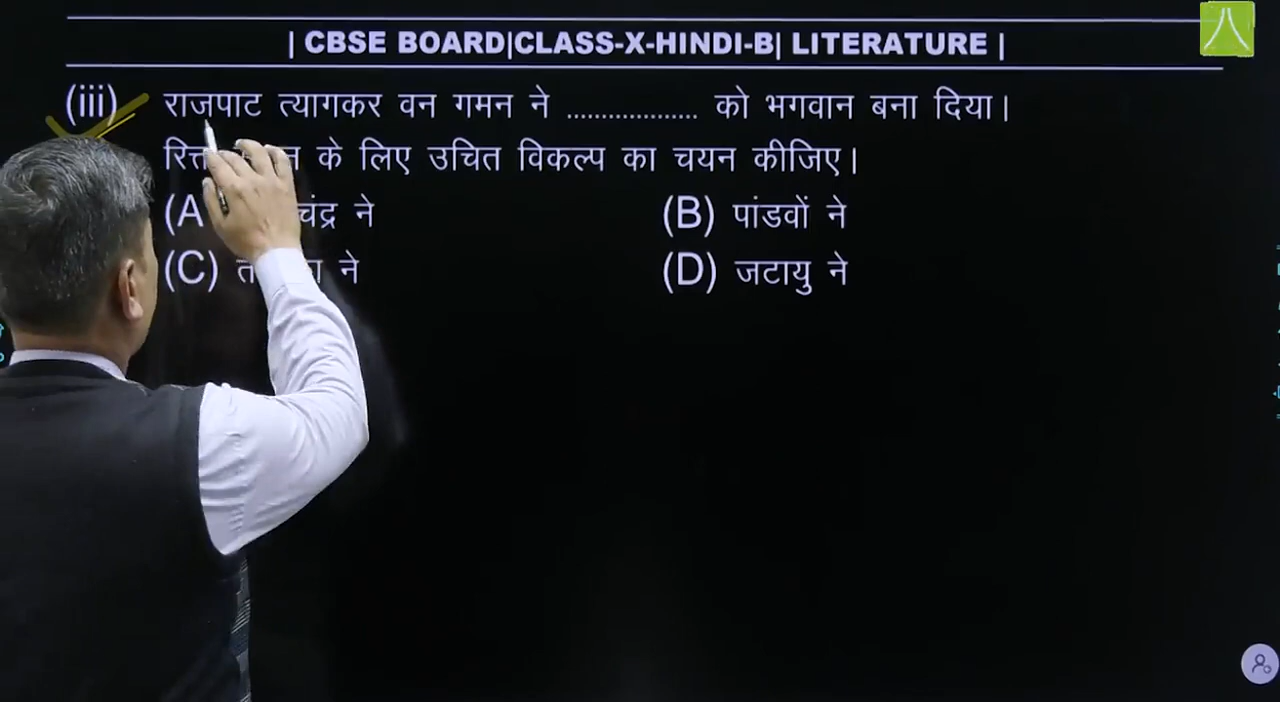 | CBSE BOARD|CLASS-X-HINDI-B| LITERATURE |
(iii) राजपाट त्यागकर वन गमन ने ................... को भगवान बना दिया।
के लिए उचित विकल्प का चयन कीजिए।
(A चंद्र ने (B) पांडवों ने
(C) ने (D) जटायु ने